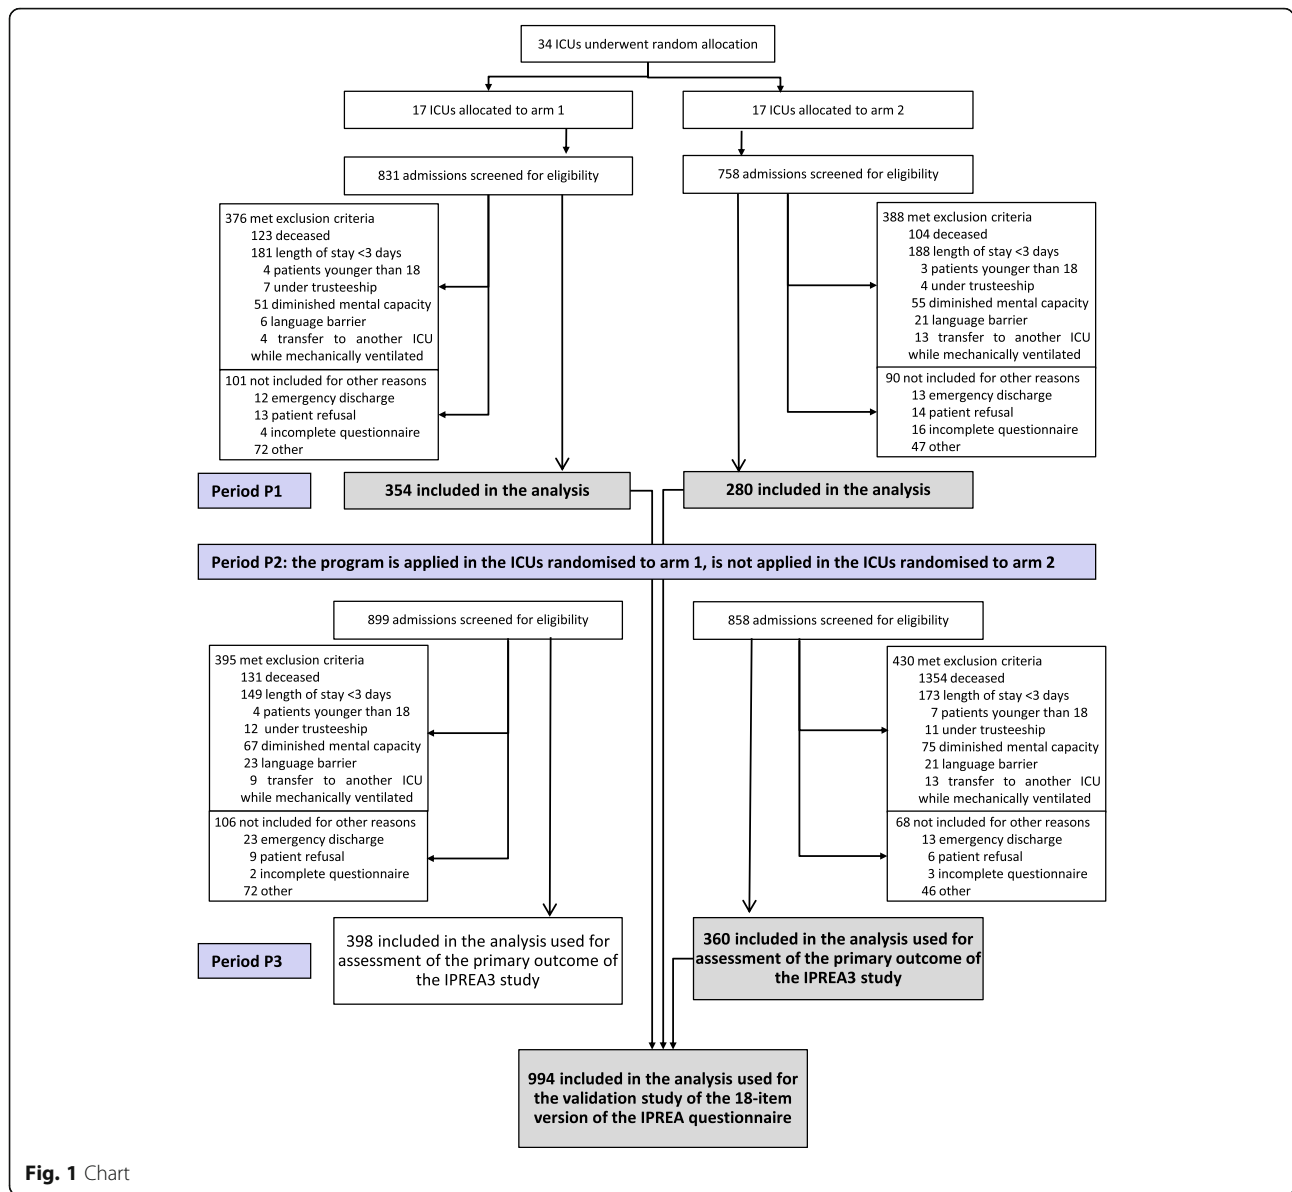 34 ICUs underwent random allocation
17 ICUs allocated to arm 1
17 ICUs allocated to arm 2
831 admissions screened for eligibility
758 admissions screened for eligibility
376 met exclusion criteria
123 deceased
181 length of stay <3 days
4 patients younger than 18
7 under trusteeship
51 diminished mental capacity
6 language barrier
4 transfer to another ICU
while mechanically ventilated
388 met exclusion criteria
104 deceased
188 length of stay <3 days
3 patients younger than 18
4 under trusteeship
55 diminished mental capacity
21 language barrier
13 transfer to another ICU
while mechanically ventilated
101 not included for other reasons
12 emergency discharge
13 patient refusal
4 incomplete questionnaire
72 other
90 not included for other reasons
13 emergency discharge
14 patient refusal
16 incomplete questionnaire
47 other
Period P1
354 included in the analysis
280 included in the analysis
Period P2: the program is applied in the ICUs randomised to arm 1, is not applied in the ICUs randomised to arm 2
899 admissions screened for eligibility
858 admissions screened for eligibility
395 met exclusion criteria
131 deceased
149 length of stay <3 days
4 patients younger than 18
12 under trusteeship
67 diminished mental capacity
23 language barrier
9 transfer to another ICU
while mechanically ventilated
430 met exclusion criteria
1354 deceased
173 length of stay <3 days
7 patients younger than 18
11 under trusteeship
75 diminished mental capacity
21 language barrier
13 transfer to another ICU
while mechanically ventilated
106 not included for other reasons
23 emergency discharge
9 patient refusal
2 incomplete questionnaire
72 other
68 not included for other reasons
13 emergency discharge
6 patient refusal
3 incomplete questionnaire
46 other
Period P3
398 included in the analysis used for
assessment of the primary outcome of
the IPREA3 study
360 included in the analysis used for
assessment of the primary outcome of
the IPREA3 study
994 included in the analysis used for
the validation study of the 18-item
version of the IPREA questionnaire
Fig. 1 Chart